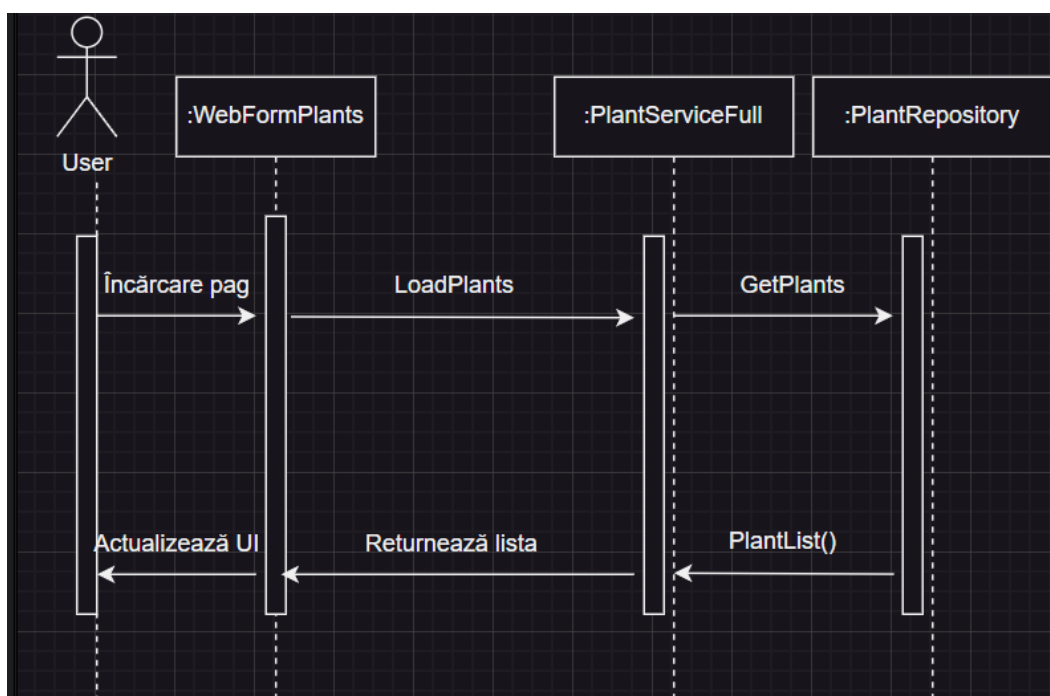 :WebFormPlants
:PlantServiceFull
:PlantRepository
User
Încărcare pag
LoadPlants
GetPlants
Actualizează UI
Returnează lista
PlantList()